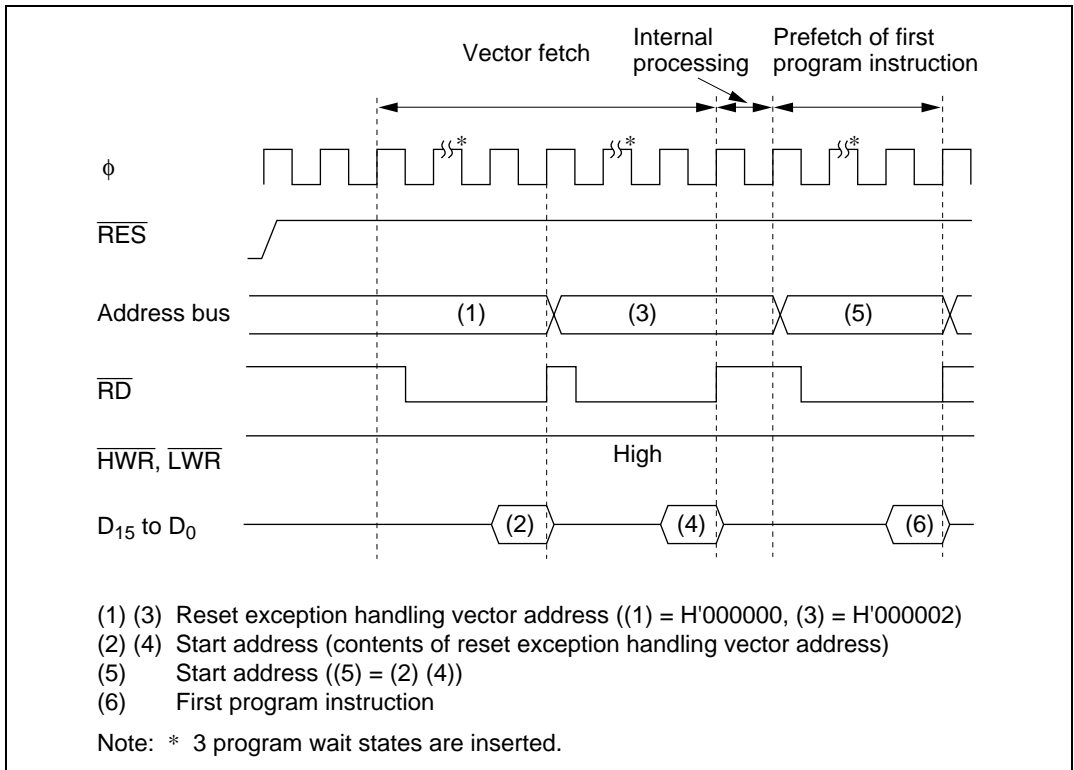 Vector fetch
Internal processing
Prefetch of first program instruction
ϕ
*
*
*
RES
Address bus
(1)
(3)
(5)
RD
HWR, LWR
High
D15 to D0
(2)
(4)
(6)
(1) (3) Reset exception handling vector address ((1) = H'000000, (3) = H'000002)
(2) (4) Start address (contents of reset exception handling vector address)
(5) Start address ((5) = (2) (4))
(6) First program instruction
Note: * 3 program wait states are inserted.